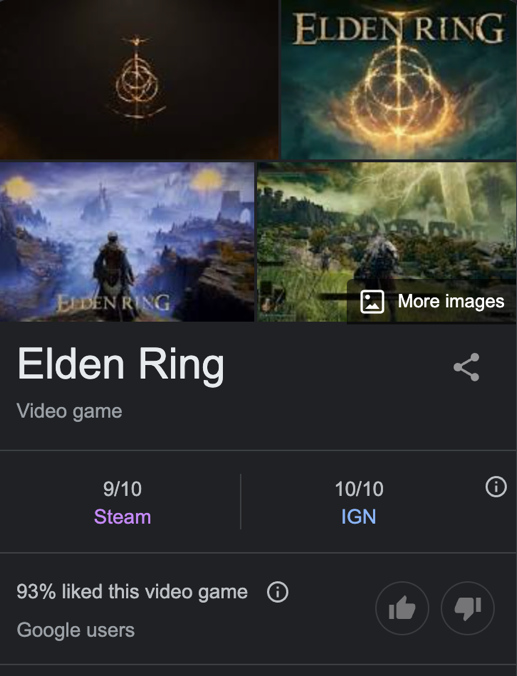 ELDEN RING
ELDEN RING
More images
Elden Ring
Video game
9/10
Steam
10/10
IGN
93% liked this video game
Google users